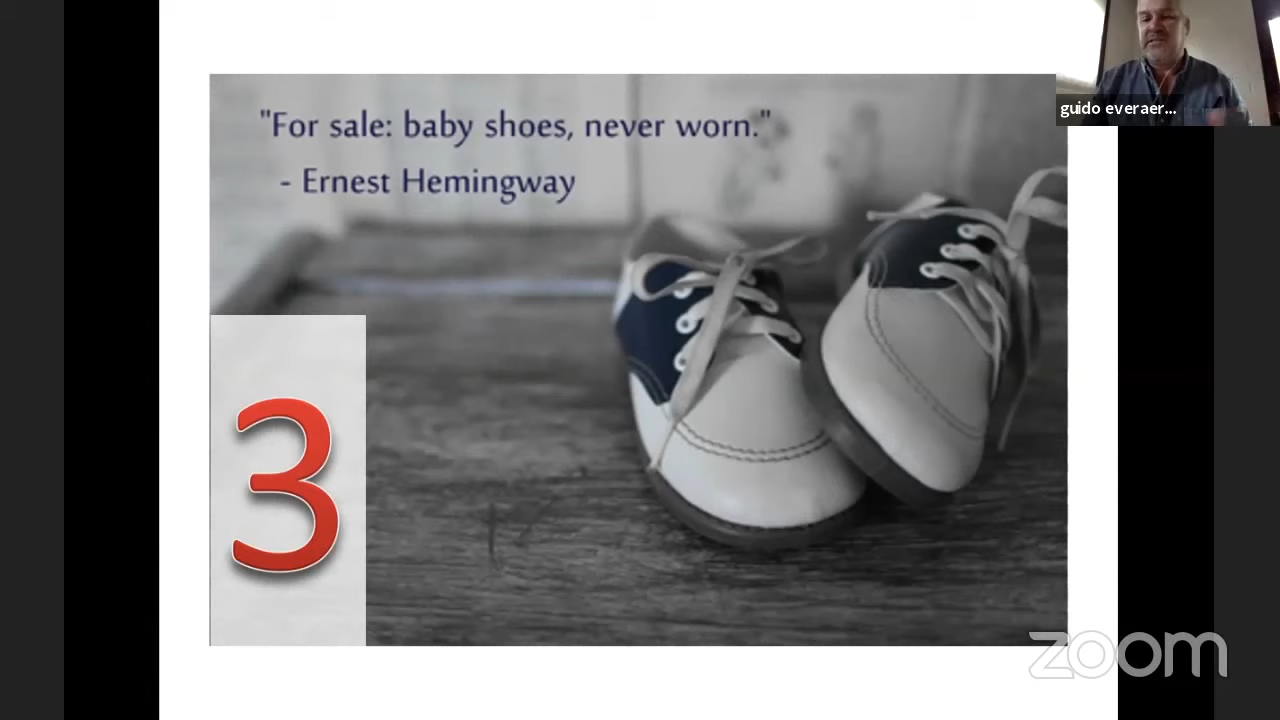 "For sale: baby shoes, never worn."
- Ernest Hemingway
guido everaer...
3
zoom